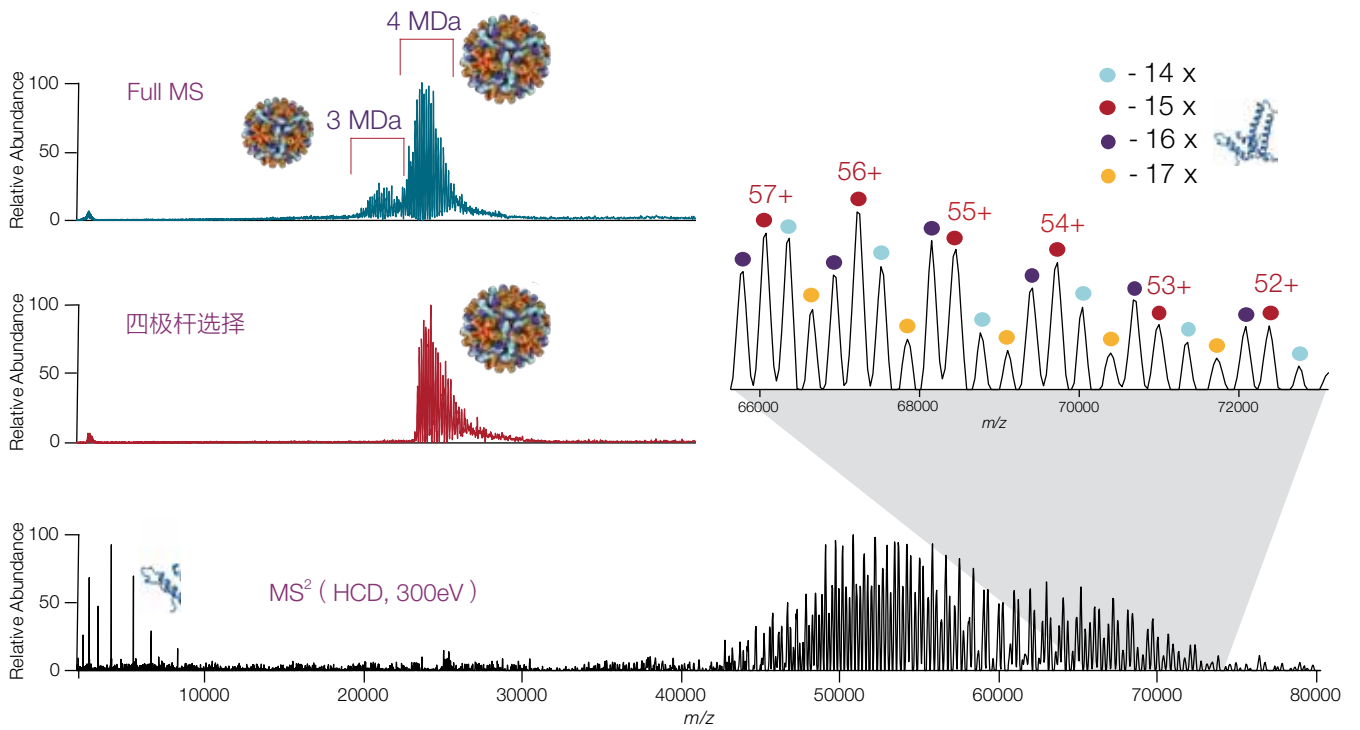 4 MDa
Full MS
3 MDa
Relative Abundance
100
50
0
- 14 x
- 15 x
- 16 x
- 17 x
57+
56+
55+
54+
53+
52+
66000
68000
70000
72000
m/z
四极杆选择
Relative Abundance
100
50
0
MS² ( HCD, 300eV )
Relative Abundance
100
50
0
10000
20000
30000
40000
50000
60000
70000
80000
m/z